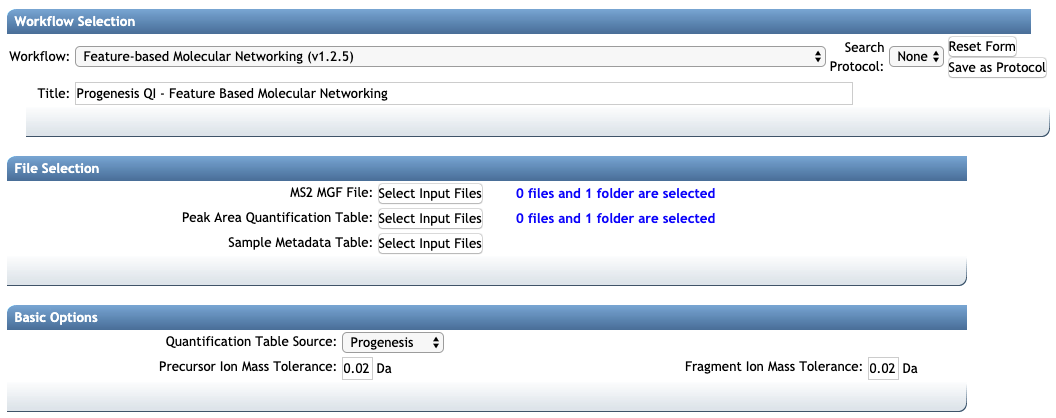 Workflow Selection
Workflow: Feature-based Molecular Networking (v1.2.5) Search Protocol: None Reset Form
Save as Protocol
Title: Progenesis QI - Feature Based Molecular Networking
File Selection
MS2 MGF File: Select Input Files 0 files and 1 folder are selected
Peak Area Quantification Table: Select Input Files 0 files and 1 folder are selected
Sample Metadata Table: Select Input Files
Basic Options
Quantification Table Source: Progenesis
Precursor Ion Mass Tolerance: 0.02 Da Fragment Ion Mass Tolerance: 0.02 Da